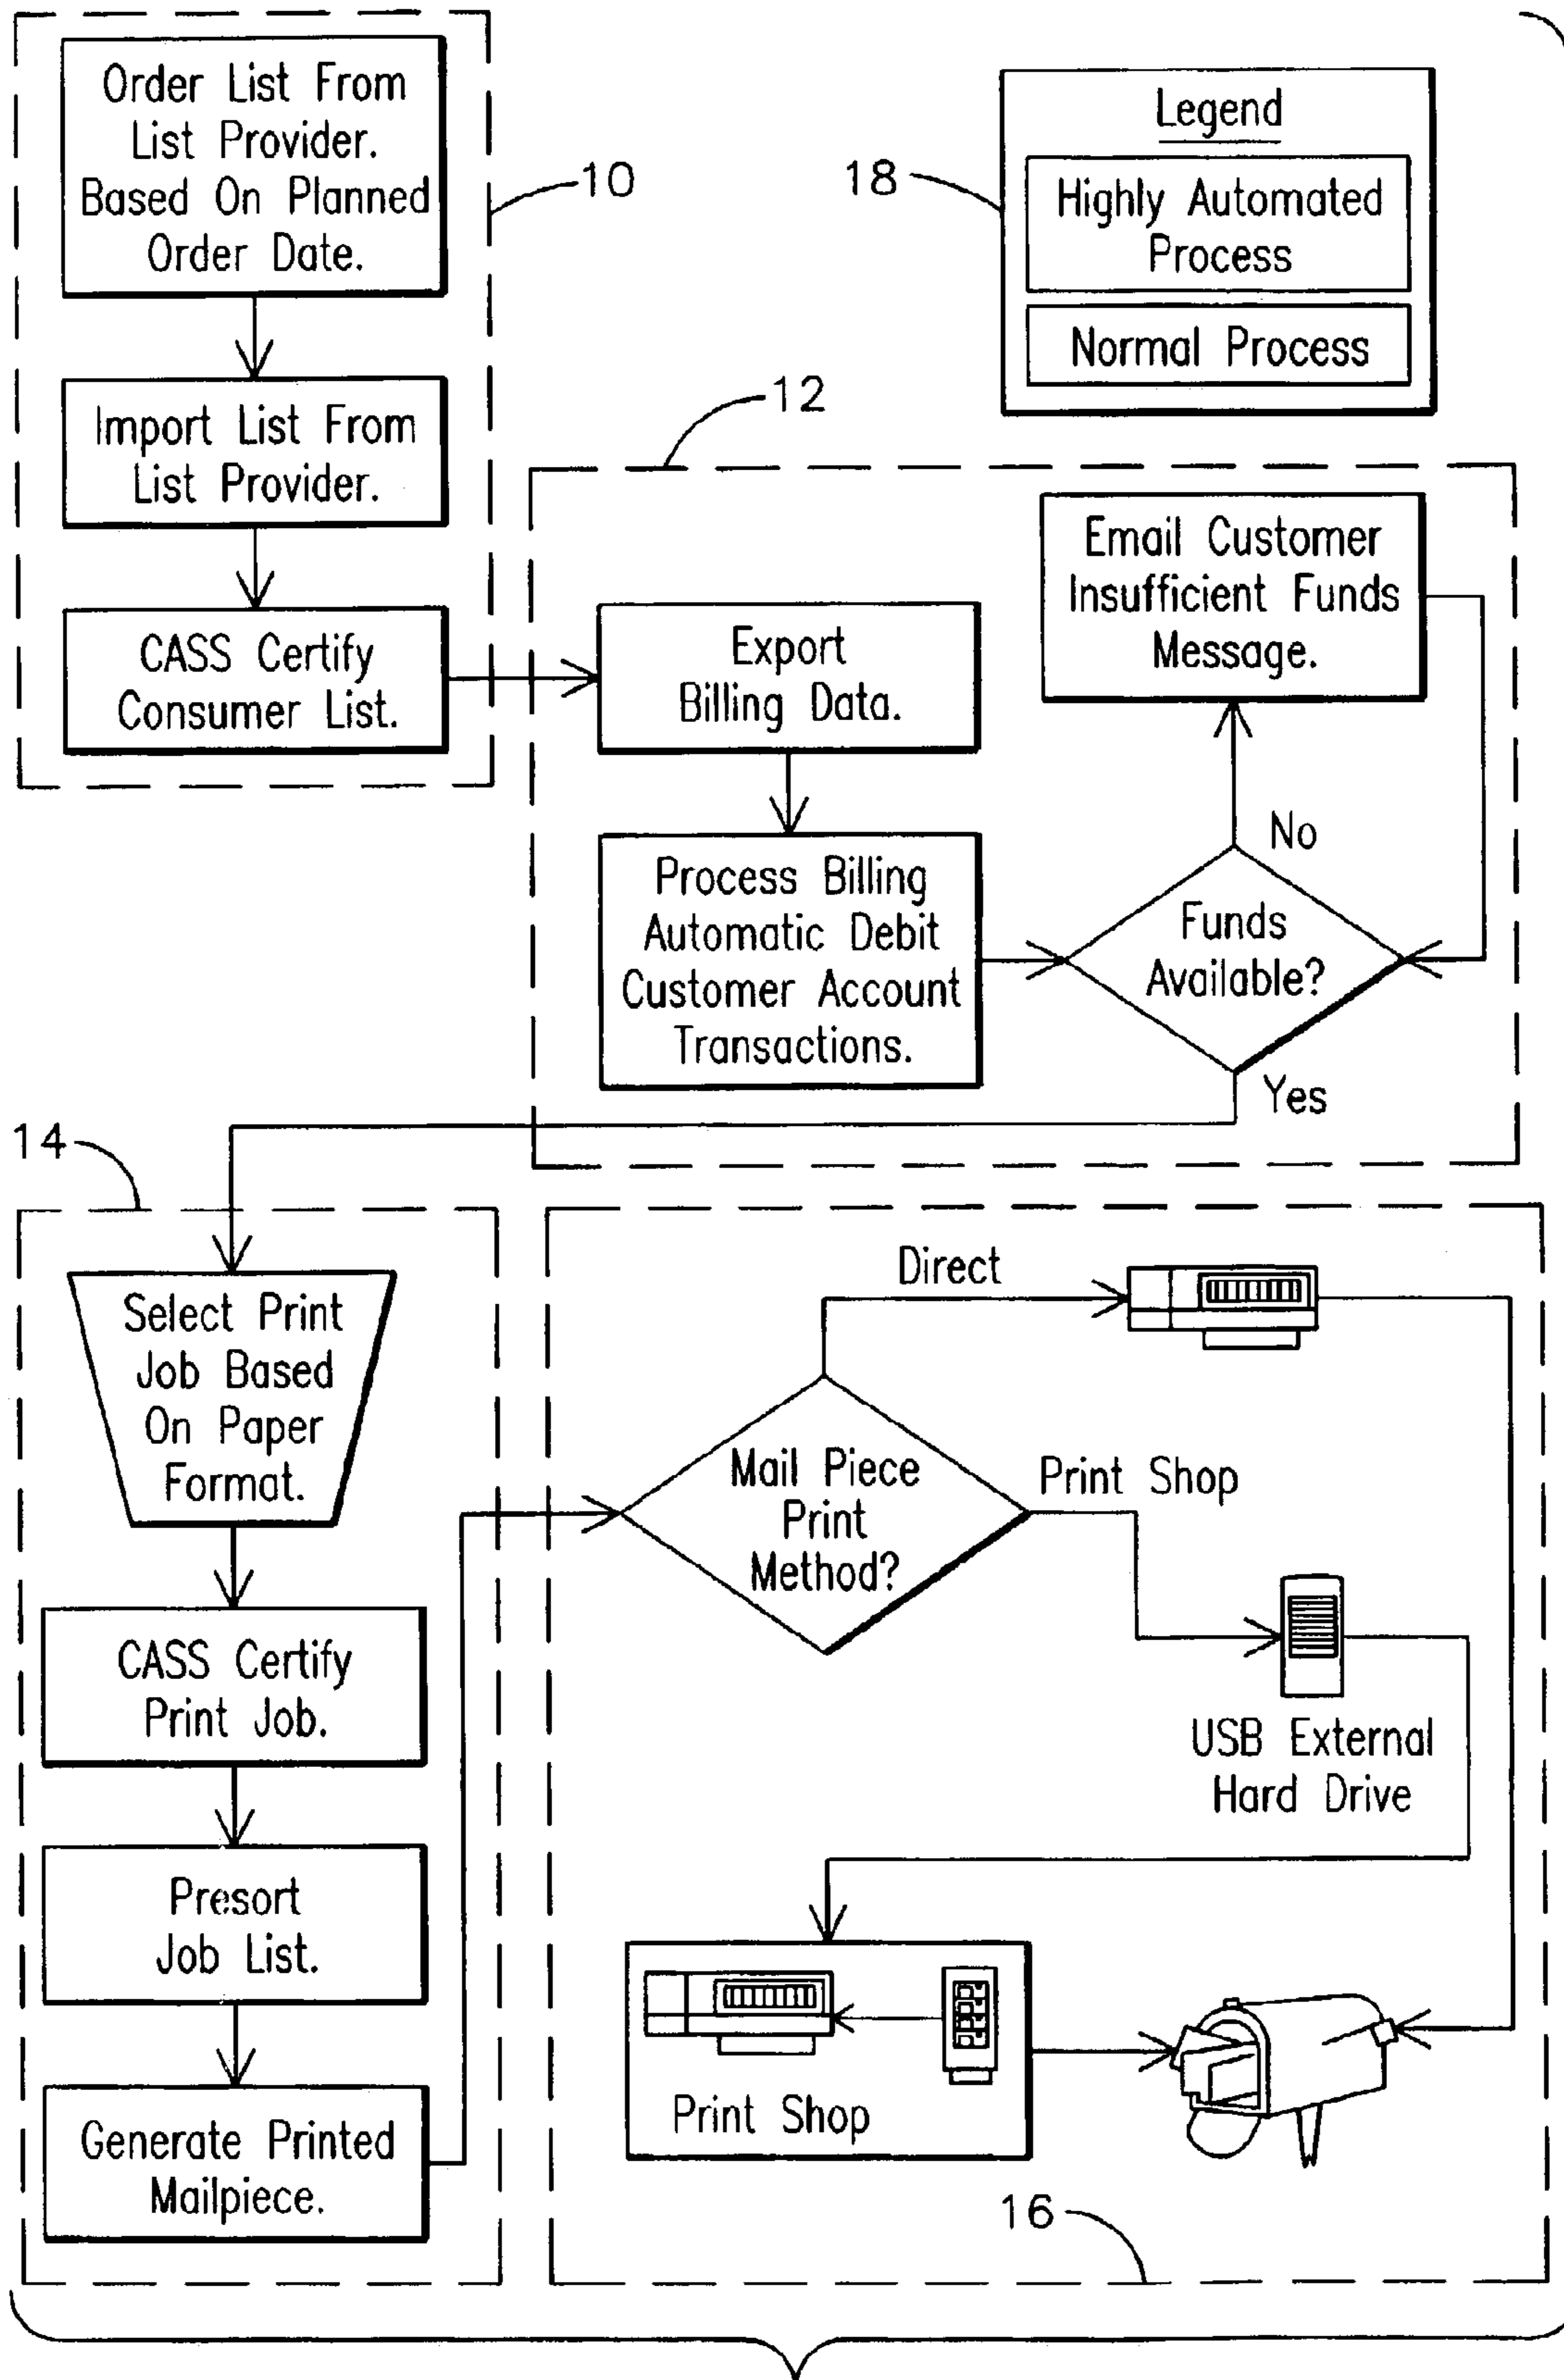 Order List From
List Provider.
Based On Planned
Order Date.
10
Import List From
List Provider.
CASS Certify
Consumer List.
18
Legend
Highly Automated
Process
Normal Process
12
Export
Billing Data.
Email Customer
Insufficient Funds
Message.
Process Billing
Automatic Debit
Customer Account
Transactions.
No
Funds
Available?
Yes
14
Select Print
Job Based
On Paper
Format.
CASS Certify
Print Job.
Presort
Job List.
Generate Printed
Mailpiece.
Direct
Mail Piece
Print
Method?
Print Shop
USB External
Hard Drive
Print Shop
16